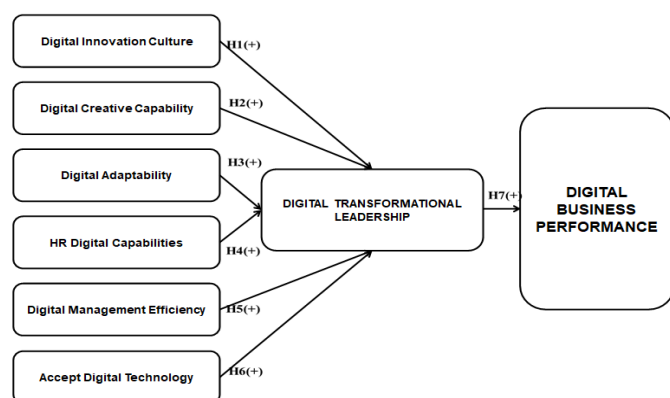 Digital Innovation Culture
H1(+)
Digital Creative Capability
H2(+)
Digital Adaptability
H3(+)
HR Digital Capabilities
H4(+)
Digital Management Efficiency
H5(+)
Accept Digital Technology
H6(+)
DIGITAL TRANSFORMATIONAL
LEADERSHIP
H7(+)
DIGITAL
BUSINESS
PERFORMANCE